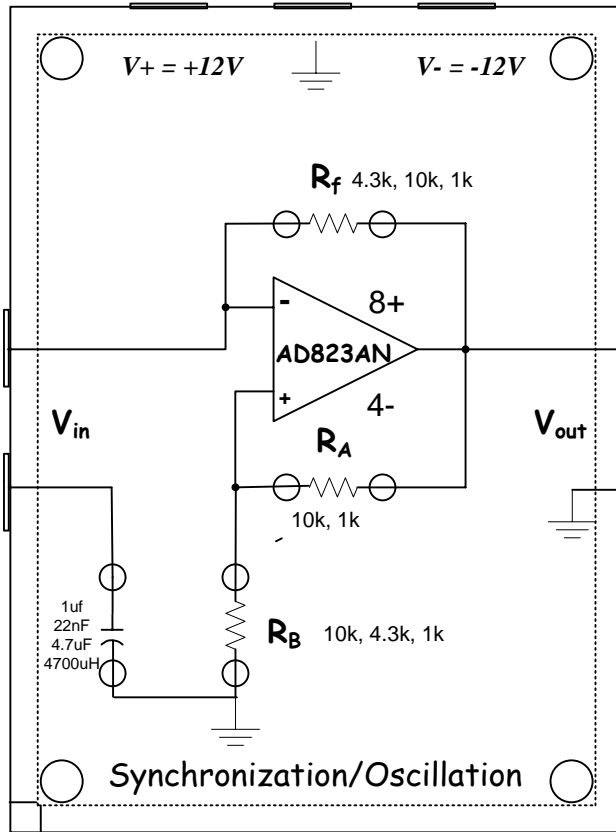 V+ = +12V
V- = -12V
Rf 4.3k, 10k, 1k
-
8+
AD823AN
+
4-
Vin
Vout
RA
10k, 1k
1uf
22nF
4.7uF
4700uH
RB 10k, 4.3k, 1k
Synchronization/Oscillation